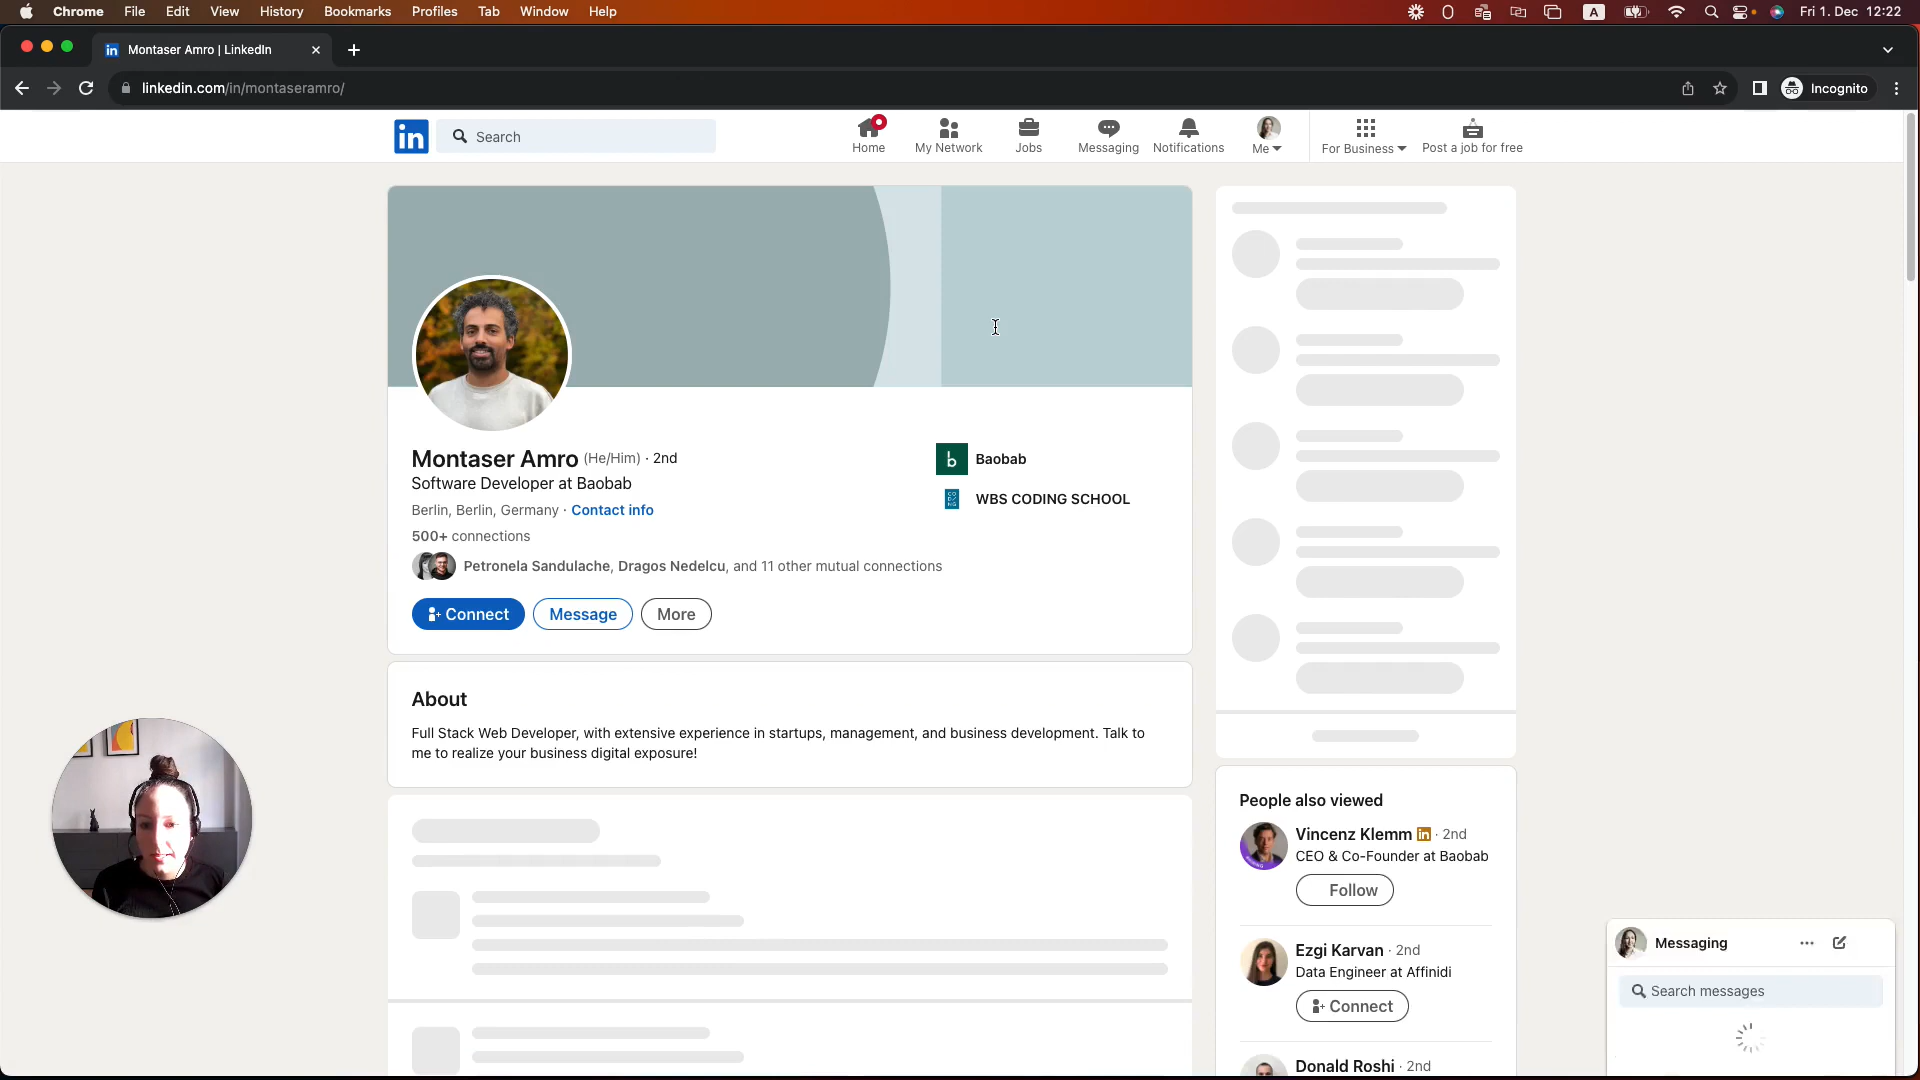 Chrome File Edit View History Bookmarks Profiles Tab Window Help
A
Fri 1. Dec 12:22
in Montaser Amro | LinkedIn
linkedin.com/in/montaseramro/
Incognito
in Search
Home
My Network
Jobs
Messaging
Notifications
Me
For Business
Post a job for free
Montaser Amro (He/Him) · 2nd
Software Developer at Baobab
Berlin, Berlin, Germany · Contact info
500+ connections
Petronela Sandulache, Dragos Nedelcu, and 11 other mutual connections
Connect
Message
More
b Baobab
WBS CODING SCHOOL
About
Full Stack Web Developer, with extensive experience in startups, management, and business development. Talk to
me to realize your business digital exposure!
People also viewed
Vincenz Klemm in · 2nd
CEO & Co-Founder at Baobab
Follow
Ezgi Karvan · 2nd
Data Engineer at Affinidi
Connect
Donald Roshi · 2nd
Messaging
Search messages